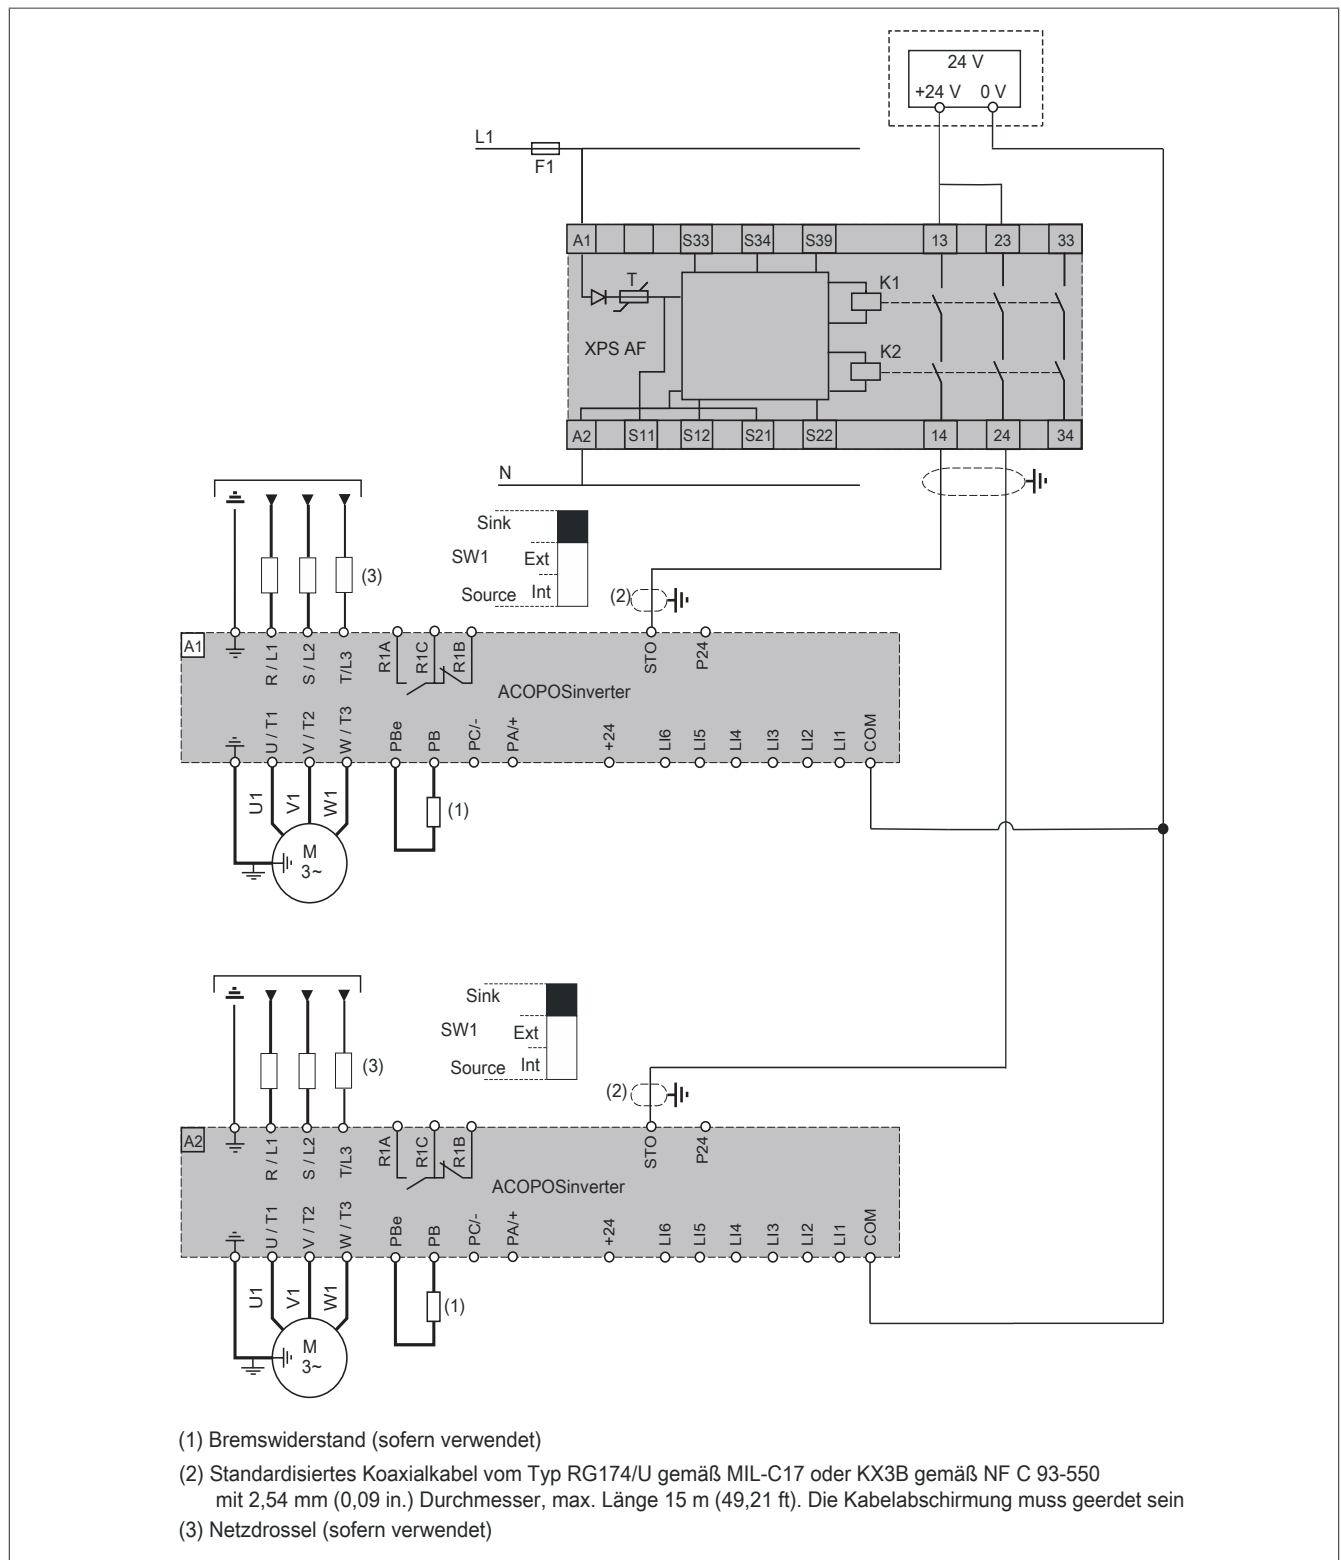 24 V
+24 V 0 V
L1
F1
A1 S33 S34 S39 13 23 33
T
K1
XPS AF
K2
A2 S11 S12 S21 S22 14 24 34
N
Sink
SW1 Ext
Source Int
(3)
(2)
A1
R / L1 S / L2 T/L3 R1A R1C R1B STO P24
ACOPOSinverter
U / T1 V / T2 W / T3 PBe PB PC/- PA/+ +24 LI6 LI5 LI4 LI3 LI2 LI1 COM
U1 V1 W1
(1)
M
3~
Sink
SW1 Ext
Source Int
(3)
(2)
A2
R / L1 S / L2 T/L3 R1A R1C R1B STO P24
ACOPOSinverter
U / T1 V / T2 W / T3 PBe PB PC/- PA/+ +24 LI6 LI5 LI4 LI3 LI2 LI1 COM
U1 V1 W1
(1)
M
3~
(1) Bremswiderstand (sofern verwendet)
(2) Standardisiertes Koaxialkabel vom Typ RG174/U gemäß MIL-C17 oder KX3B gemäß NF C 93-550
mit 2,54 mm (0,09 in.) Durchmesser, max. Länge 15 m (49,21 ft). Die Kabelabschirmung muss geerdet sein
(3) Netzdrossel (sofern verwendet)